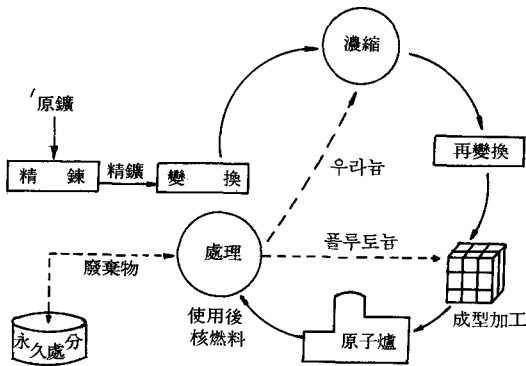 濃縮
原鑛
精鍊
精鑛
變換
再變換
우라늄
플루토늄
處理
廢棄物
使用後
核燃料
原子爐
成型加工
永久處分